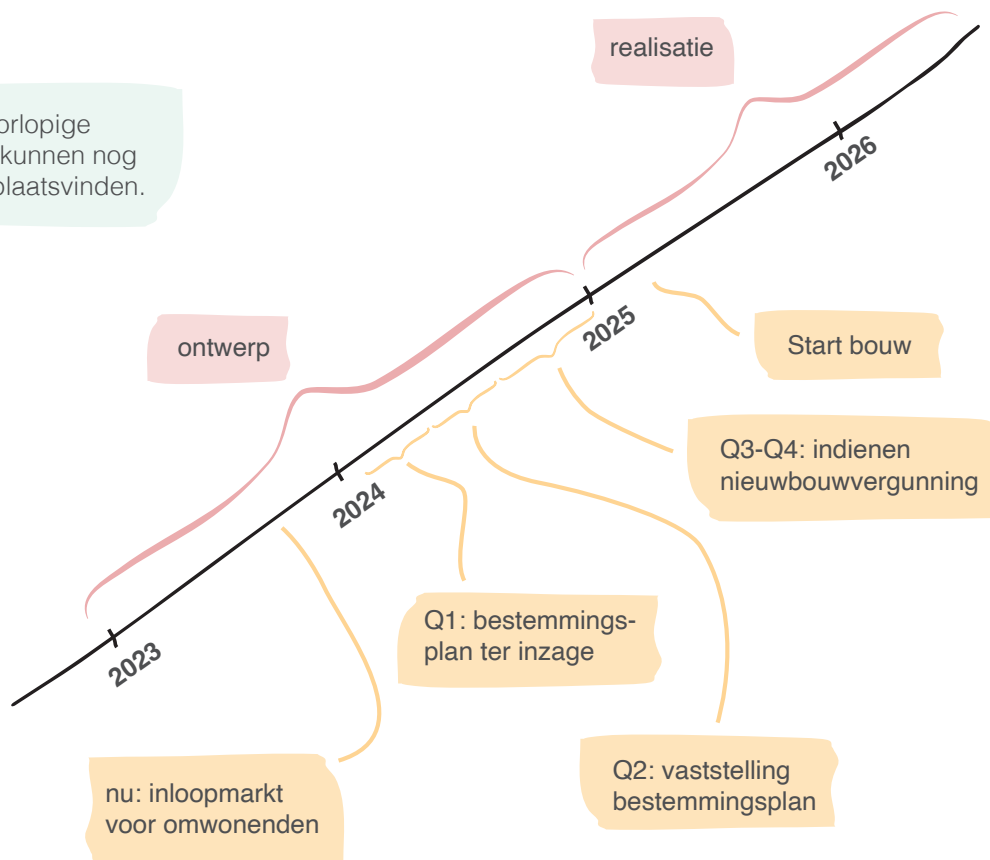 realisatie
orlopige
kunnen nog
plaatsvinden.
2026
2025
ontwerp
Start bouw
Q3-Q4: indienen
nieuwbouwvergunning
2024
Q1: bestemmings-
plan ter inzage
2023
Q2: vaststelling
bestemmingsplan
nu: inloopmarkt
voor omwonenden